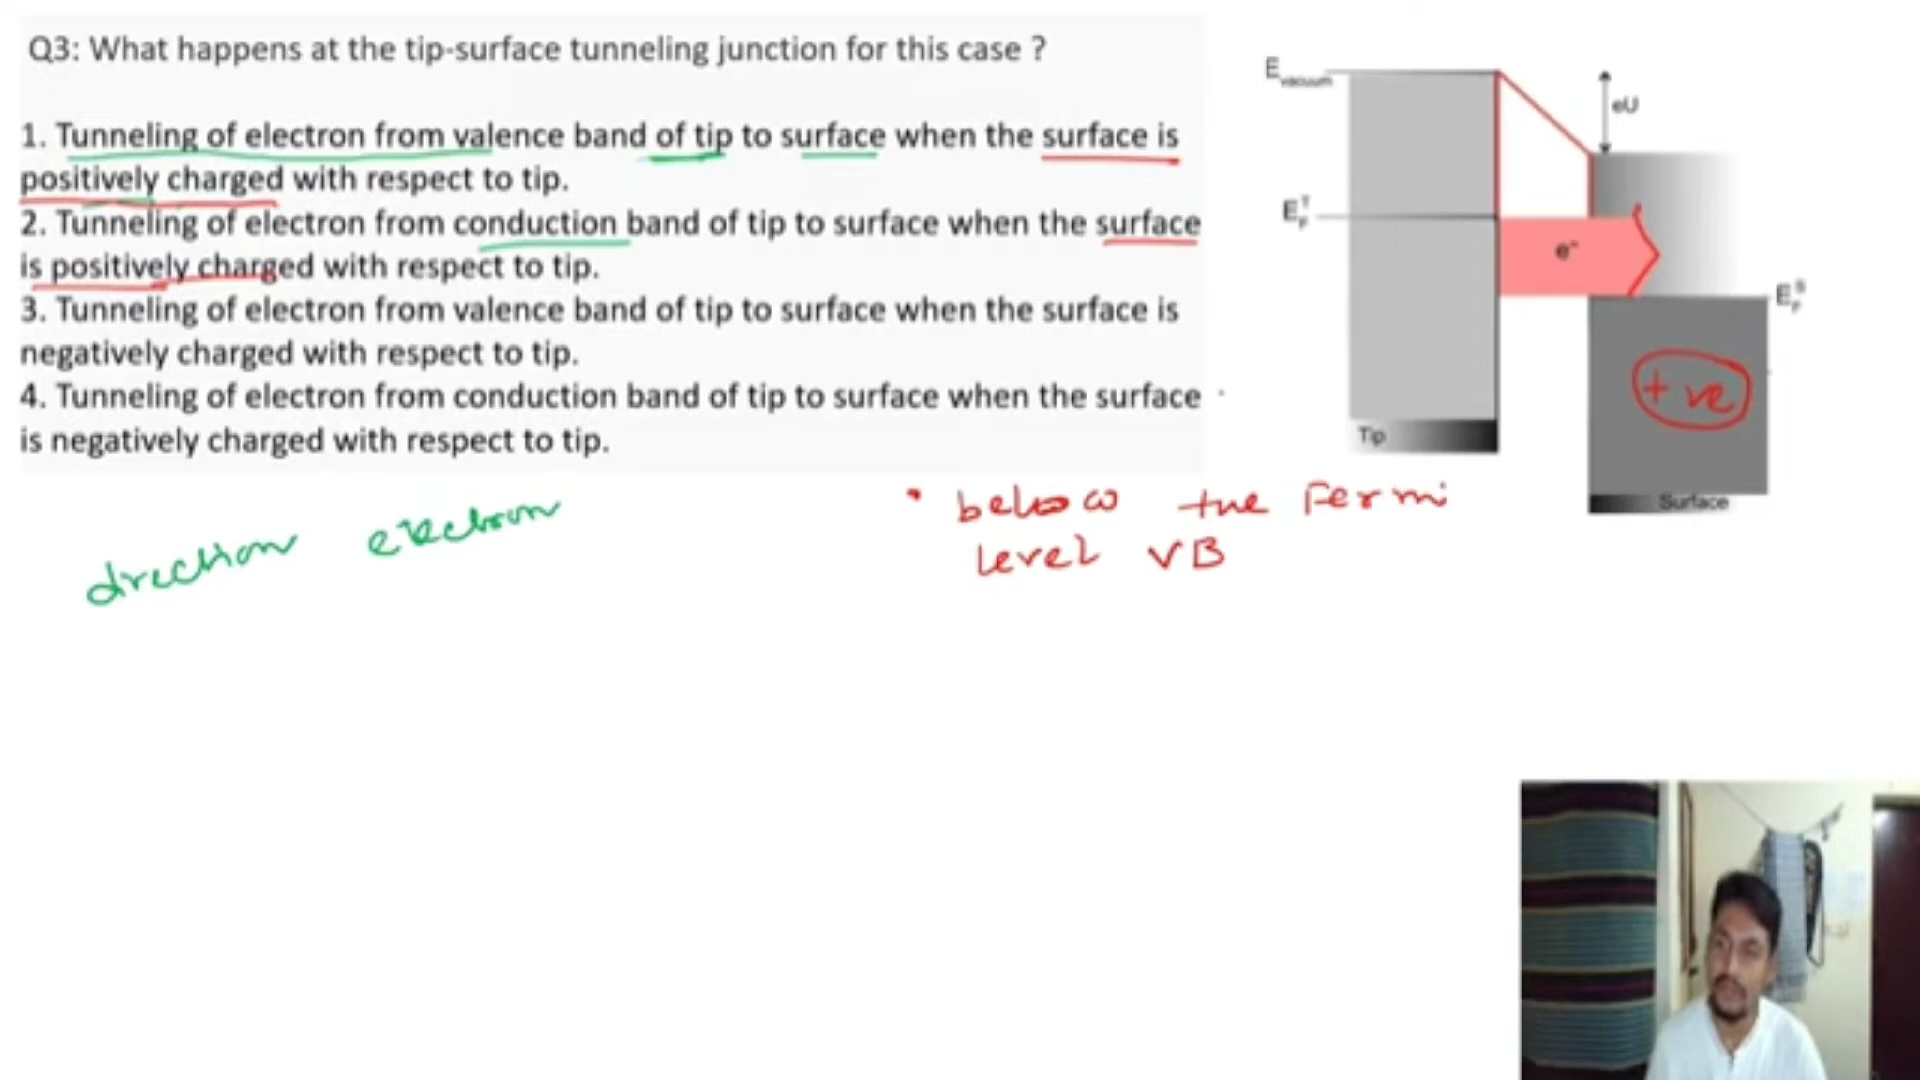 Q3: What happens at the tip-surface tunneling junction for this case ?
1. Tunneling of electron from valence band of tip to surface when the surface is
positively charged with respect to tip.
2. Tunneling of electron from conduction band of tip to surface when the surface
is positively charged with respect to tip.
3. Tunneling of electron from valence band of tip to surface when the surface is
negatively charged with respect to tip.
4. Tunneling of electron from conduction band of tip to surface when the surface
is negatively charged with respect to tip.
E vacuum
eU
E F T
e-
E F S
+ ve
Tip
Surface
direction electron
• below the Fermi
level VB